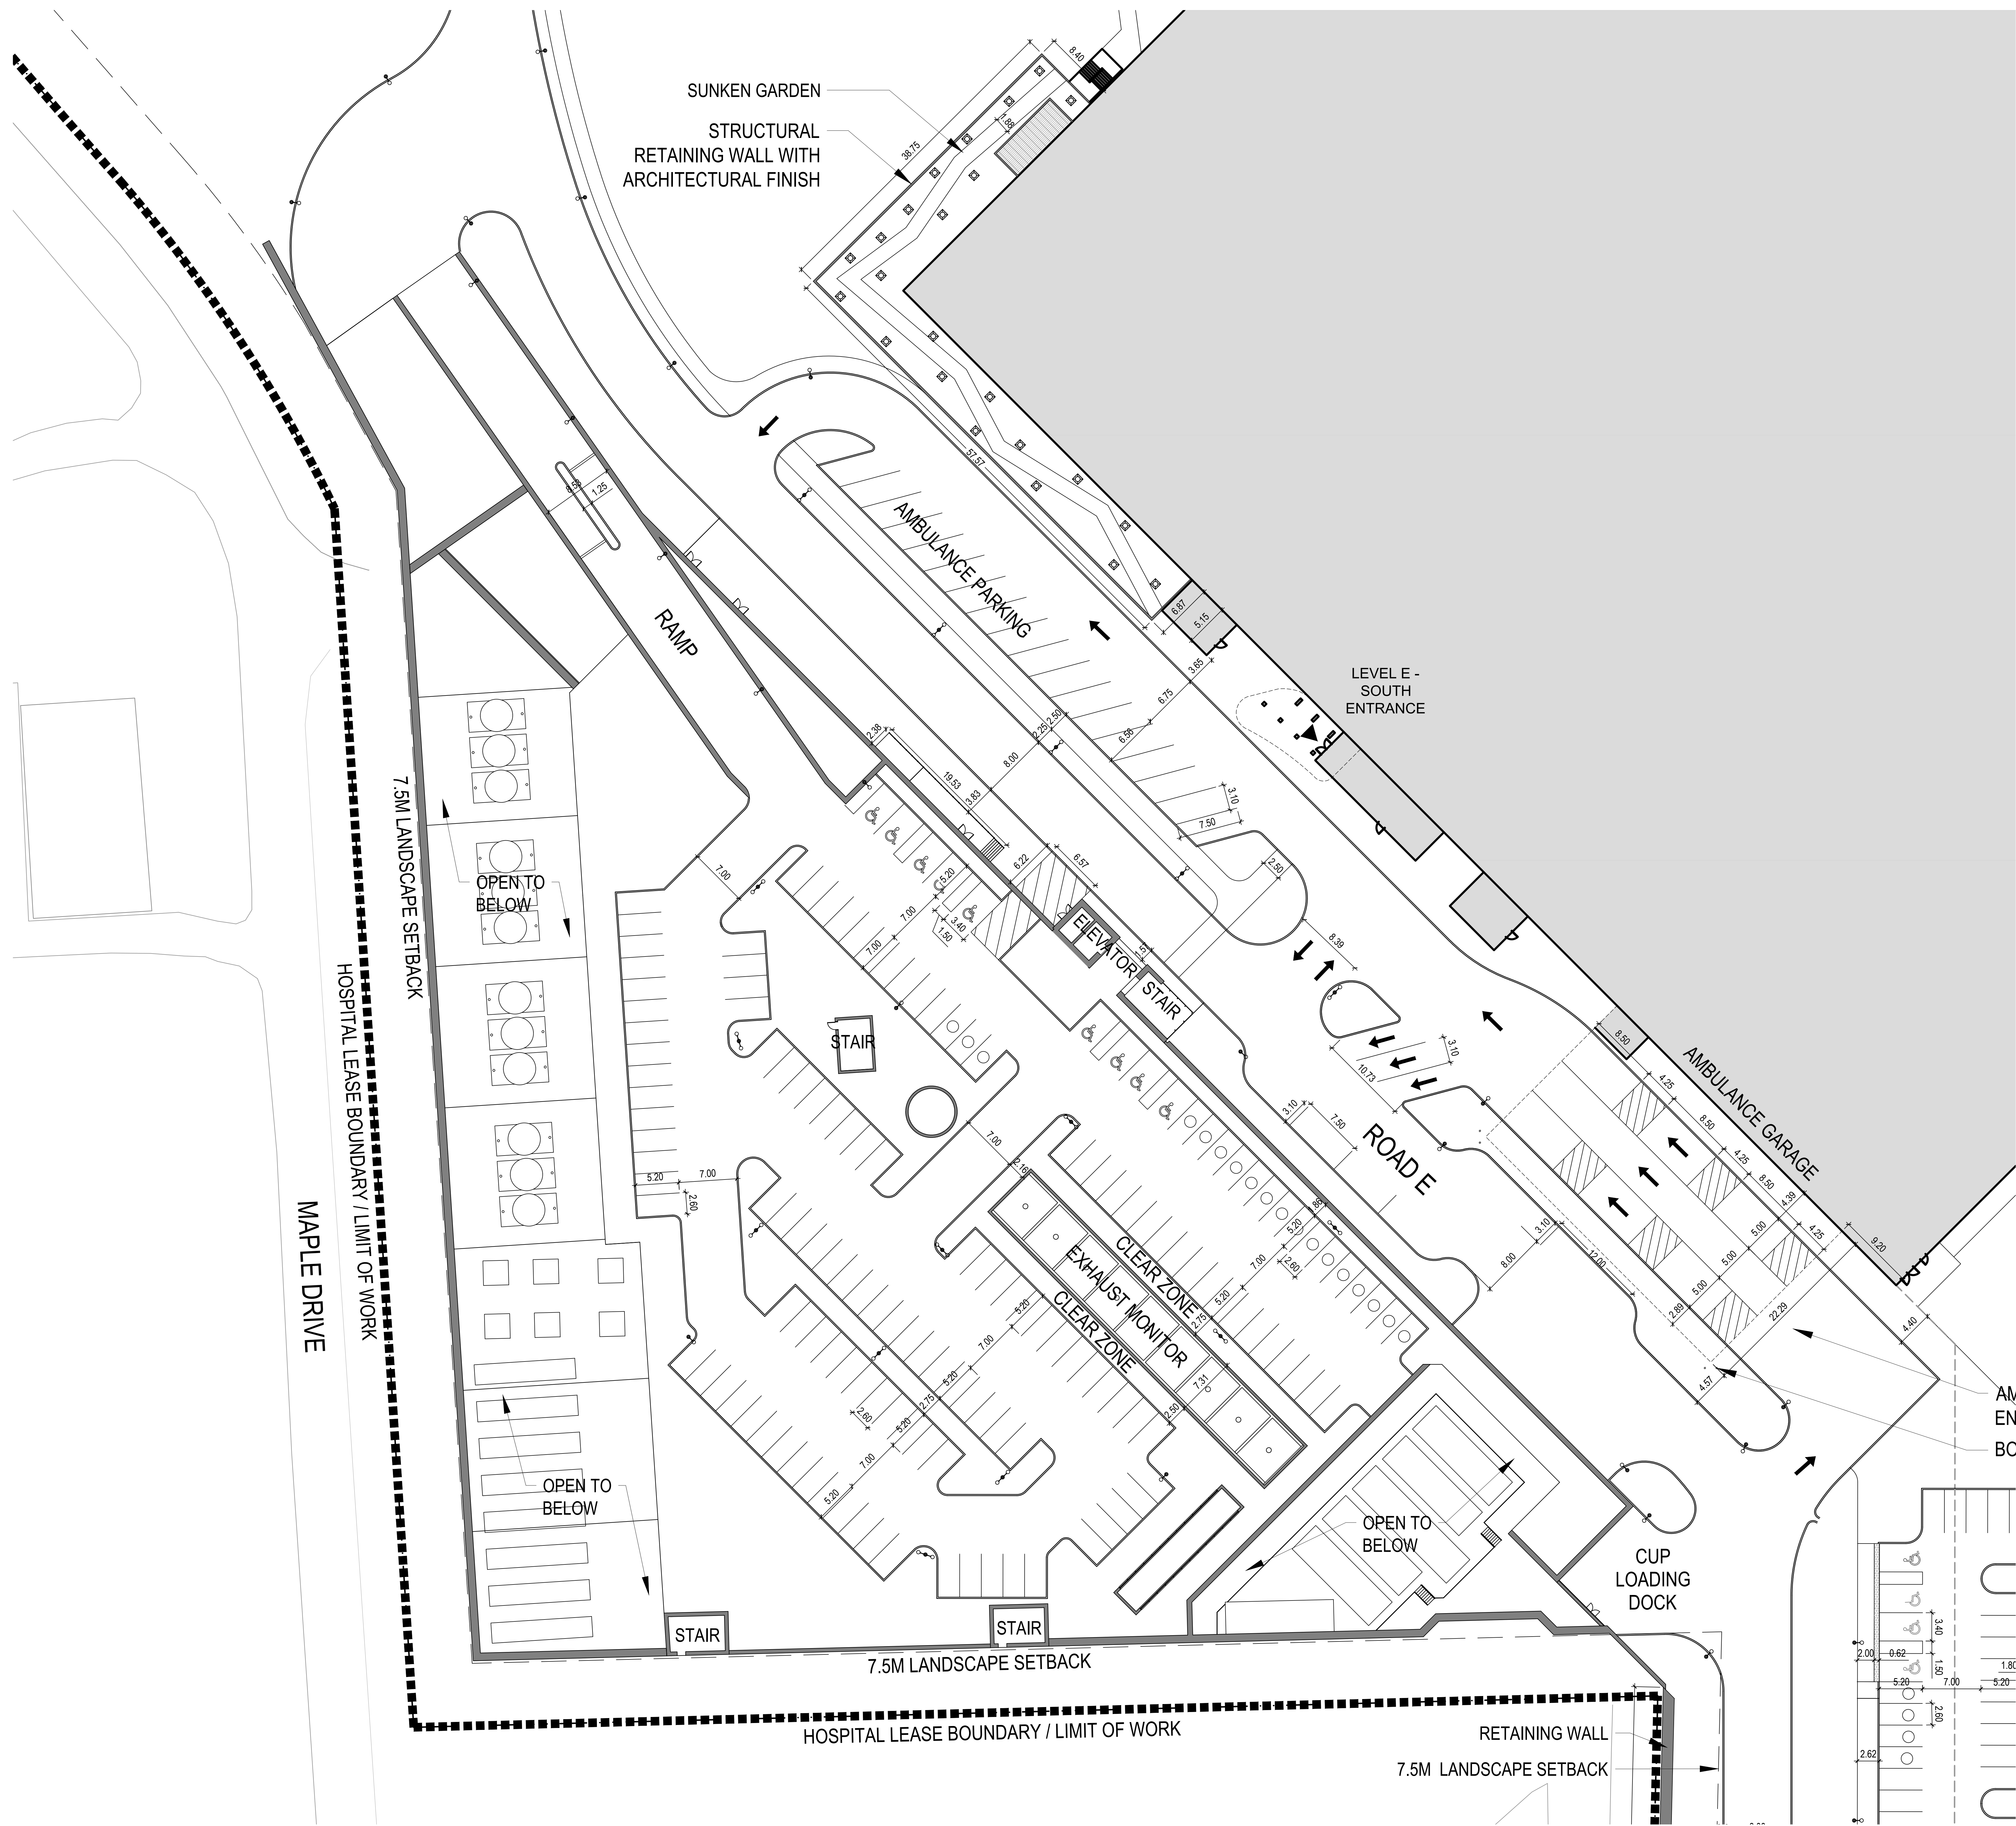 8.40
SUNKEN GARDEN
STRUCTURAL
RETAINING WALL WITH
ARCHITECTURAL FINISH
1.88
38.75
57.57
1.25
AMBULANCE PARKING
RAMP
6.87
5.15
3.65
6.75
6.56
LEVEL E -
SOUTH
ENTRANCE
2.50
2.25
8.00
2.38
19.53
3.83
3.10
7.50
6.22
6.57
2.50
7.5M LANDSCAPE SETBACK
OPEN TO
BELOW
7.00
5.20
7.00
7.00
3.40
1.50
ELEVATOR
STAIR
STAIR
8.39
8.50
3.10
10.73
AMBULANCE GARAGE
4.25
8.50
4.25
8.50
4.39
4.25
9.20
5.00
5.00
5.00
2.89
22.29
4.40
3.10
7.50
ROAD E
3.10
8.00
12.00
4.57
HOSPITAL LEASE BOUNDARY / LIMIT OF WORK
MAPLE DRIVE
5.20
7.00
2.60
7.00
2.16
CLEAR ZONE
EXHAUST MONITOR
CLEAR ZONE
.86
5.20
7.00
2.60
5.20
2.75
5.20
7.00
5.20
2.75
5.20
2.60
7.00
5.20
7.31
2.50
OPEN TO
BELOW
OPEN TO
BELOW
CUP
LOADING
DOCK
AM
EN
BO
STAIR
STAIR
7.5M LANDSCAPE SETBACK
HOSPITAL LEASE BOUNDARY / LIMIT OF WORK
RETAINING WALL
7.5M LANDSCAPE SETBACK
3.40
2.00
0.62
1.50
1.80
5.20
7.00
5.20
2.60
2.62